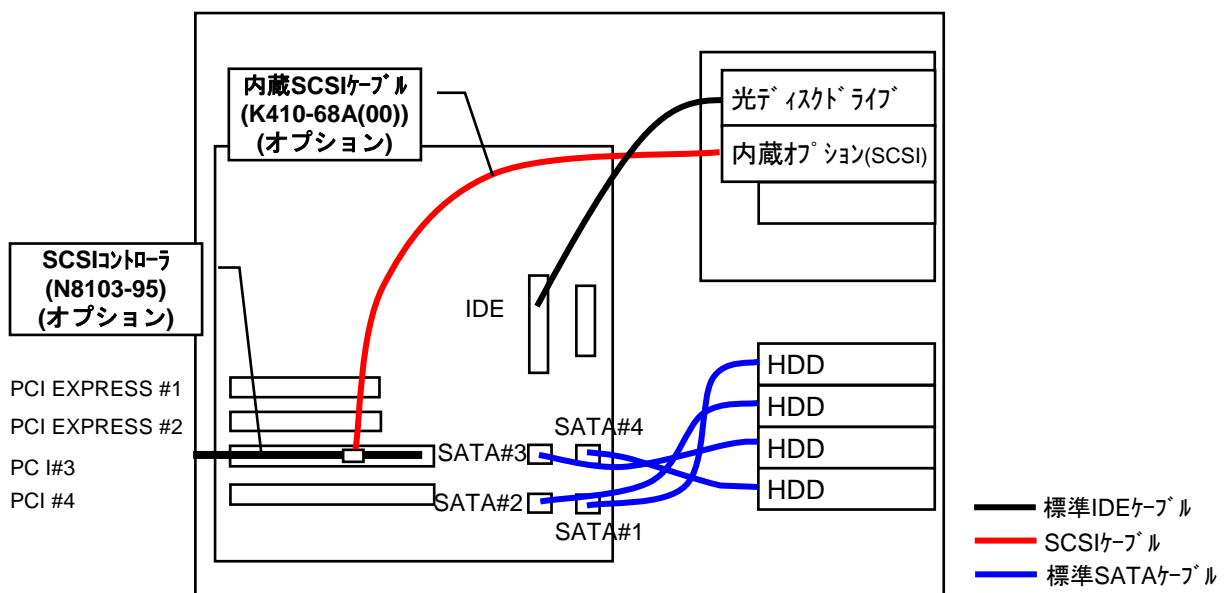 内蔵SCSIｹｰﾌﾞﾙ
(K410-68A(00))
(オプション)
光ﾃﾞｨｽｸﾄﾞﾗｲﾌﾞ
内蔵ｵﾌﾟｼｮﾝ(SCSI)
SCSIｺﾝﾄﾛｰﾗ
(N8103-95)
(オプション)
IDE
PCI EXPRESS #1
PCI EXPRESS #2
PC I#3
PCI #4
SATA#4
SATA#3
SATA#2
SATA#1
HDD
HDD
HDD
HDD
標準IDEｹｰﾌﾞﾙ
SCSIｹｰﾌﾞﾙ
標準SATAｹｰﾌﾞﾙ